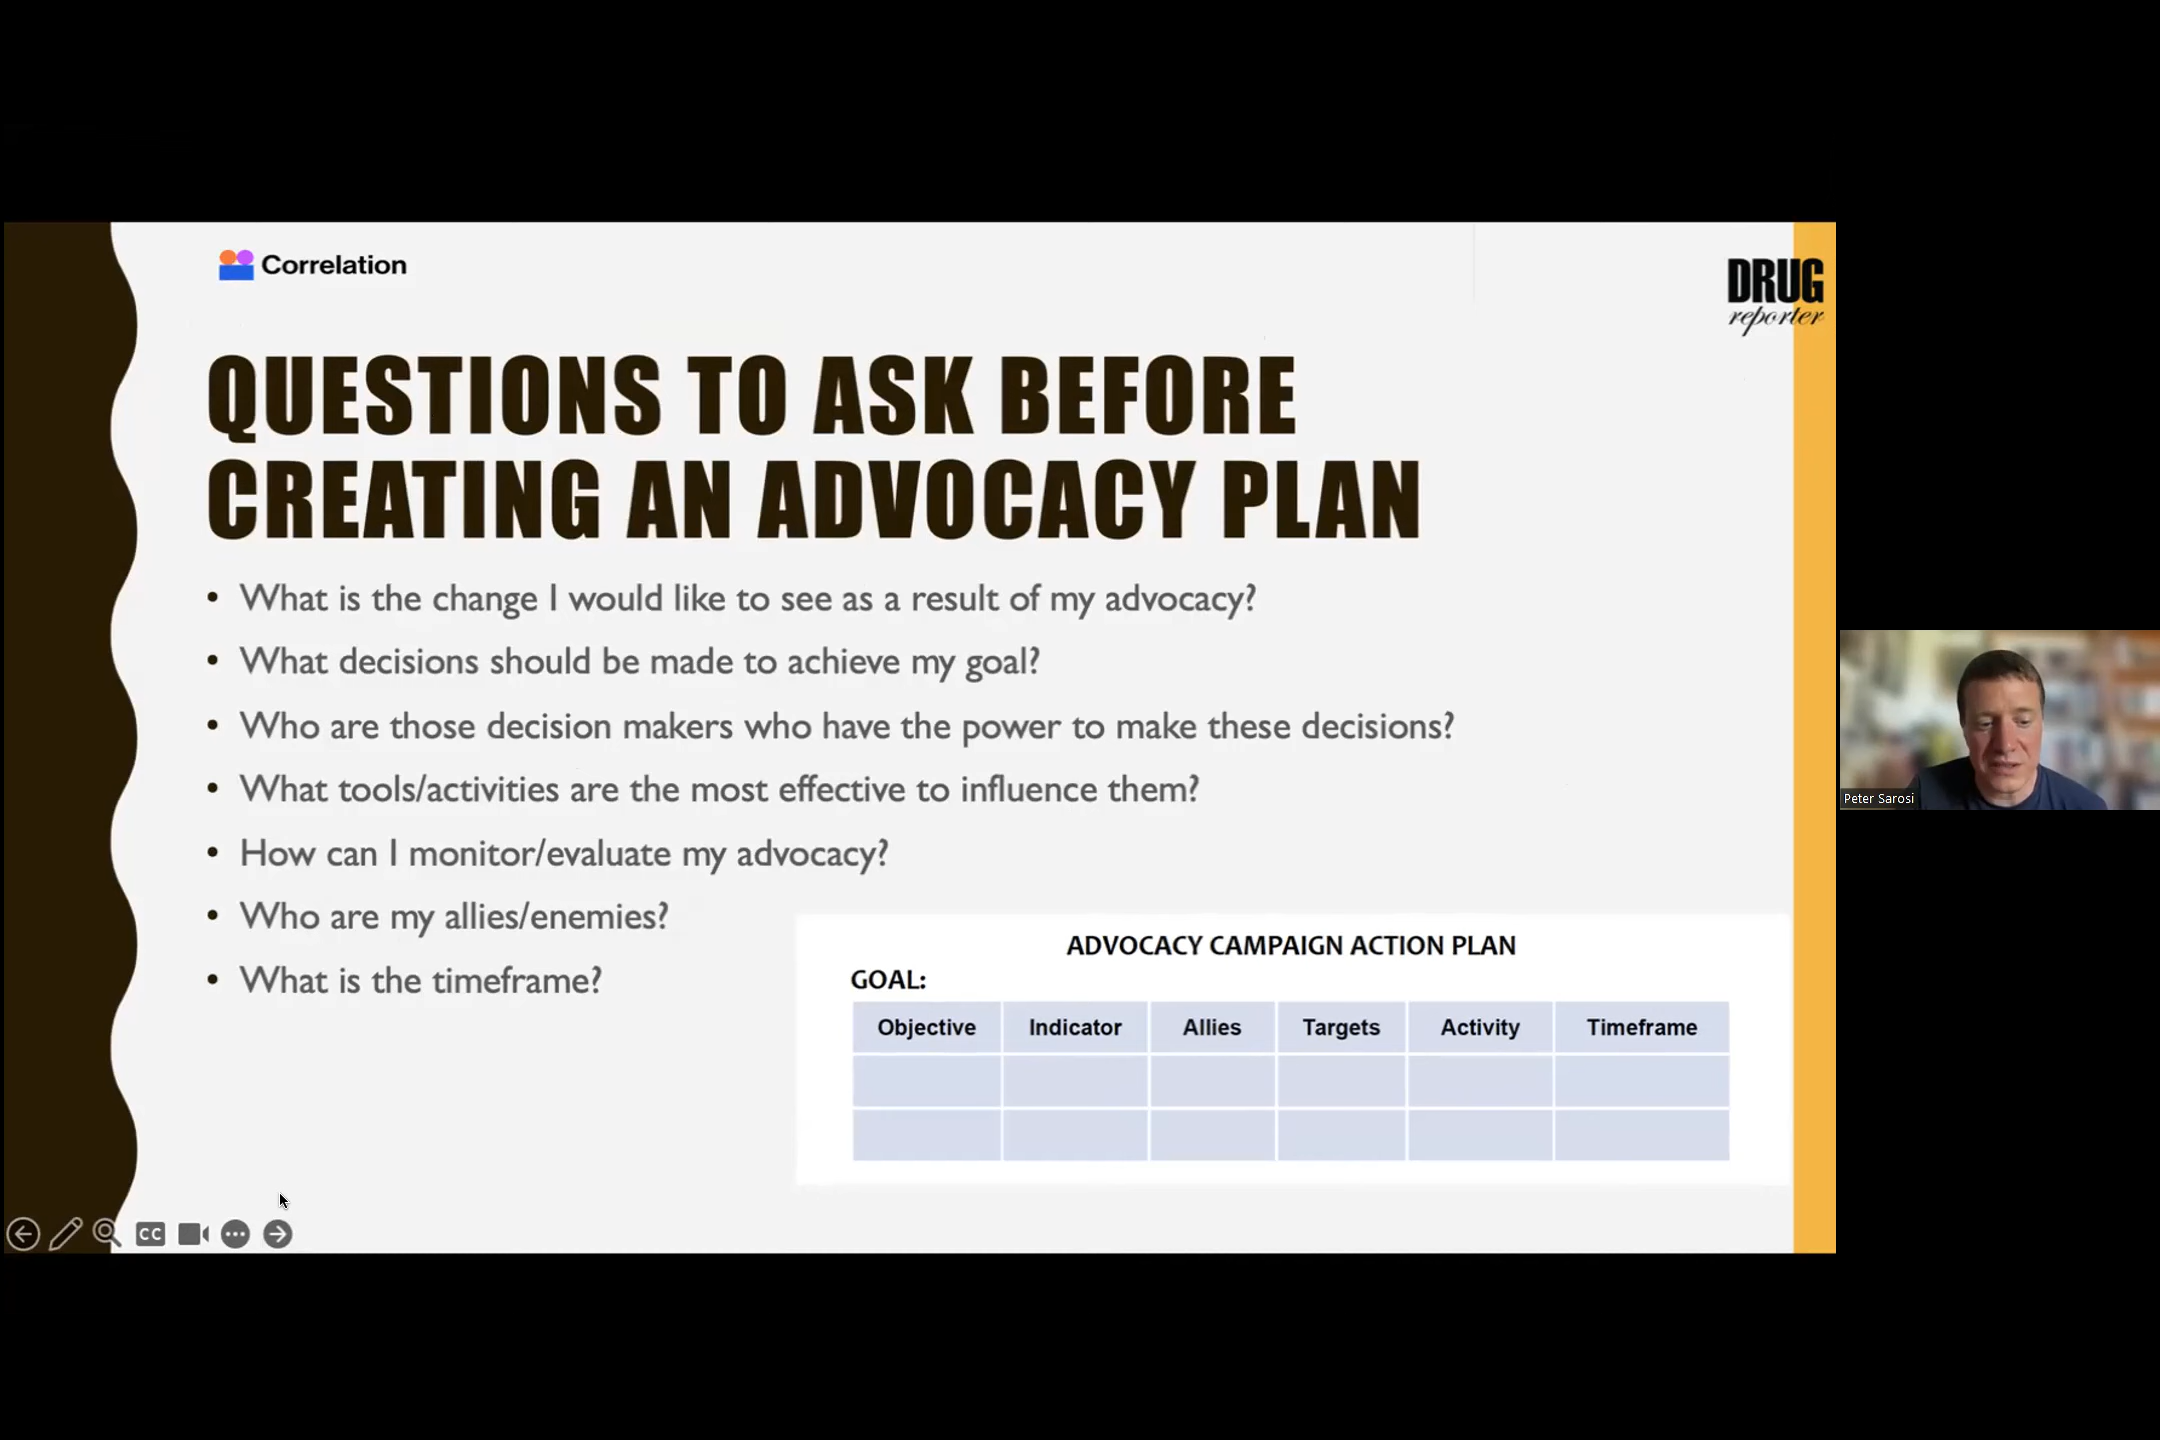 Correlation
DRUG
reporter
QUESTIONS TO ASK BEFORE
CREATING AN ADVOCACY PLAN
• What is the change I would like to see as a result of my advocacy?
• What decisions should be made to achieve my goal?
• Who are those decision makers who have the power to make these decisions?
• What tools/activities are the most effective to influence them?
• How can I monitor/evaluate my advocacy?
• Who are my allies/enemies?
• What is the timeframe?
ADVOCACY CAMPAIGN ACTION PLAN
GOAL:
Objective Indicator Allies Targets Activity Timeframe
CC
Peter Sarosi